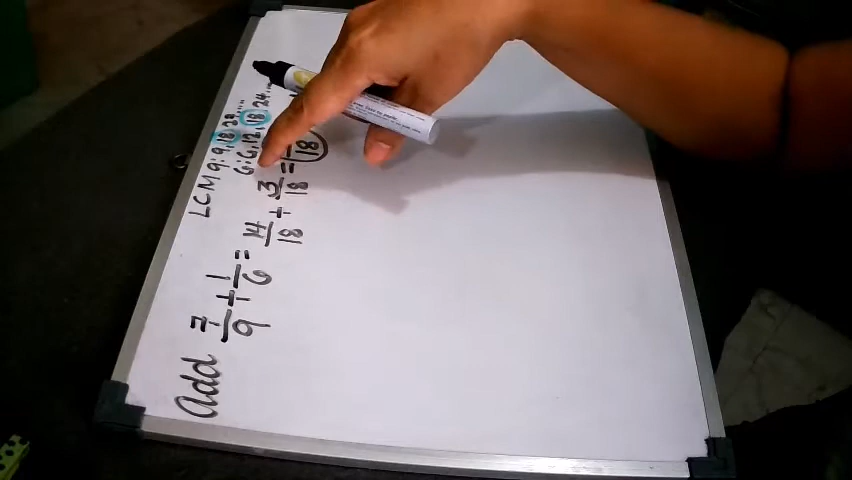 Add 7/9 + 1/6 = 14/18 + 3/18 = /18
LCM 9: 9, 18, 28, ....
6: 6, 12, 18, 24, ...